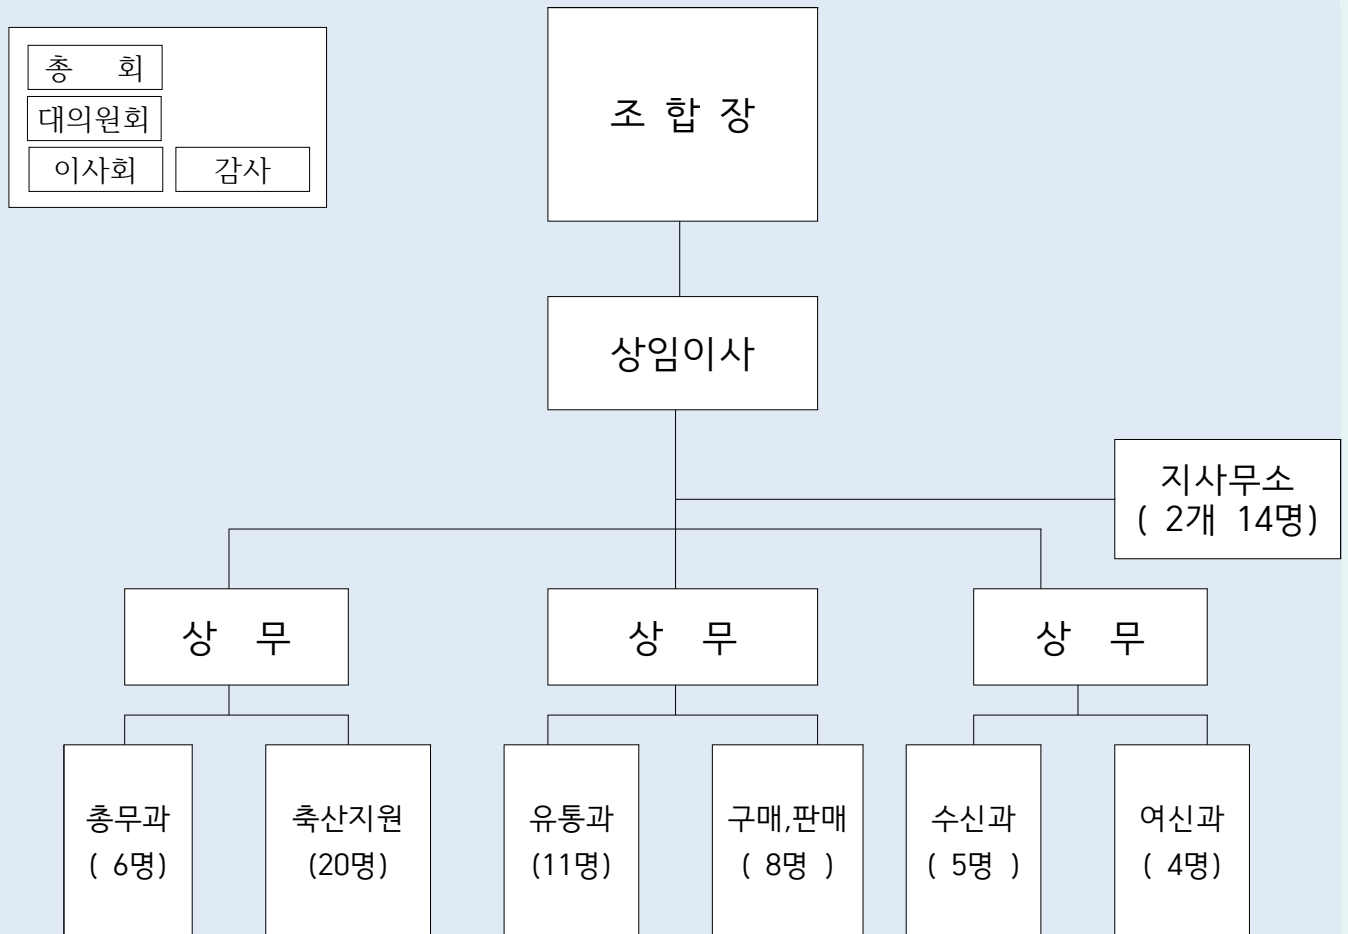 총 회
대의원회
이사회 감사
조 합 장
상임이사
지사무소
( 2개 14명)
상 무
상 무
상 무
총무과
( 6명)
축산지원
(20명)
유통과
(11명)
구매,판매
( 8명 )
수신과
( 5명 )
여신과
( 4명)